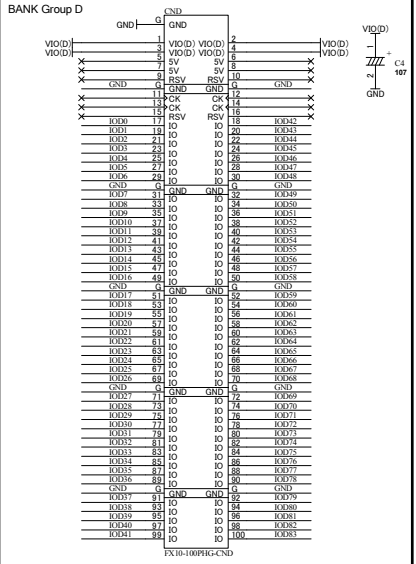 BANK Group D
CND
GND G GND
VIO(D) 1 VIO(D) VIO(D) 2 VIO(D)
VIO(D) 3 VIO(D) VIO(D) 4 VIO(D)
5 5V 5V 6
7 5V 5V 8
9 RSV RSV 10
GND G GND GND G GND
11 CK CK 12
13 CK CK 14
15 RSV RSV 16
IOD0 17 IO IO 18 IOD42
IOD1 19 IO IO 20 IOD43
IOD2 21 IO IO 22 IOD44
IOD3 23 IO IO 24 IOD45
IOD4 25 IO IO 26 IOD46
IOD5 27 IO IO 28 IOD47
IOD6 29 IO IO 30 IOD48
GND G GND GND G GND
IOD7 31 IO IO 32 IOD49
IOD8 33 IO IO 34 IOD50
IOD9 35 IO IO 36 IOD51
IOD10 37 IO IO 38 IOD52
IOD11 39 IO IO 40 IOD53
IOD12 41 IO IO 42 IOD54
IOD13 43 IO IO 44 IOD55
IOD14 45 IO IO 46 IOD56
IOD15 47 IO IO 48 IOD57
IOD16 49 IO IO 50 IOD58
GND G GND GND G GND
IOD17 51 IO IO 52 IOD59
IOD18 53 IO IO 54 IOD60
IOD19 55 IO IO 56 IOD61
IOD20 57 IO IO 58 IOD62
IOD21 59 IO IO 60 IOD63
IOD22 61 IO IO 62 IOD64
IOD23 63 IO IO 64 IOD65
IOD24 65 IO IO 66 IOD66
IOD25 67 IO IO 68 IOD67
IOD26 69 IO IO 70 IOD68
GND G GND GND G GND
IOD27 71 IO IO 72 IOD69
IOD28 73 IO IO 74 IOD70
IOD29 75 IO IO 76 IOD71
IOD30 77 IO IO 78 IOD72
IOD31 79 IO IO 80 IOD73
IOD32 81 IO IO 82 IOD74
IOD33 83 IO IO 84 IOD75
IOD34 85 IO IO 86 IOD76
IOD35 87 IO IO 88 IOD77
IOD36 89 IO IO 90 IOD78
GND G GND GND G GND
IOD37 91 IO IO 92 IOD79
IOD38 93 IO IO 94 IOD80
IOD39 95 IO IO 96 IOD81
IOD40 97 IO IO 98 IOD82
IOD41 99 IO IO 100 IOD83
FX10-100PHG-CND
VIO(D)
1
+
C4
107
2
GND